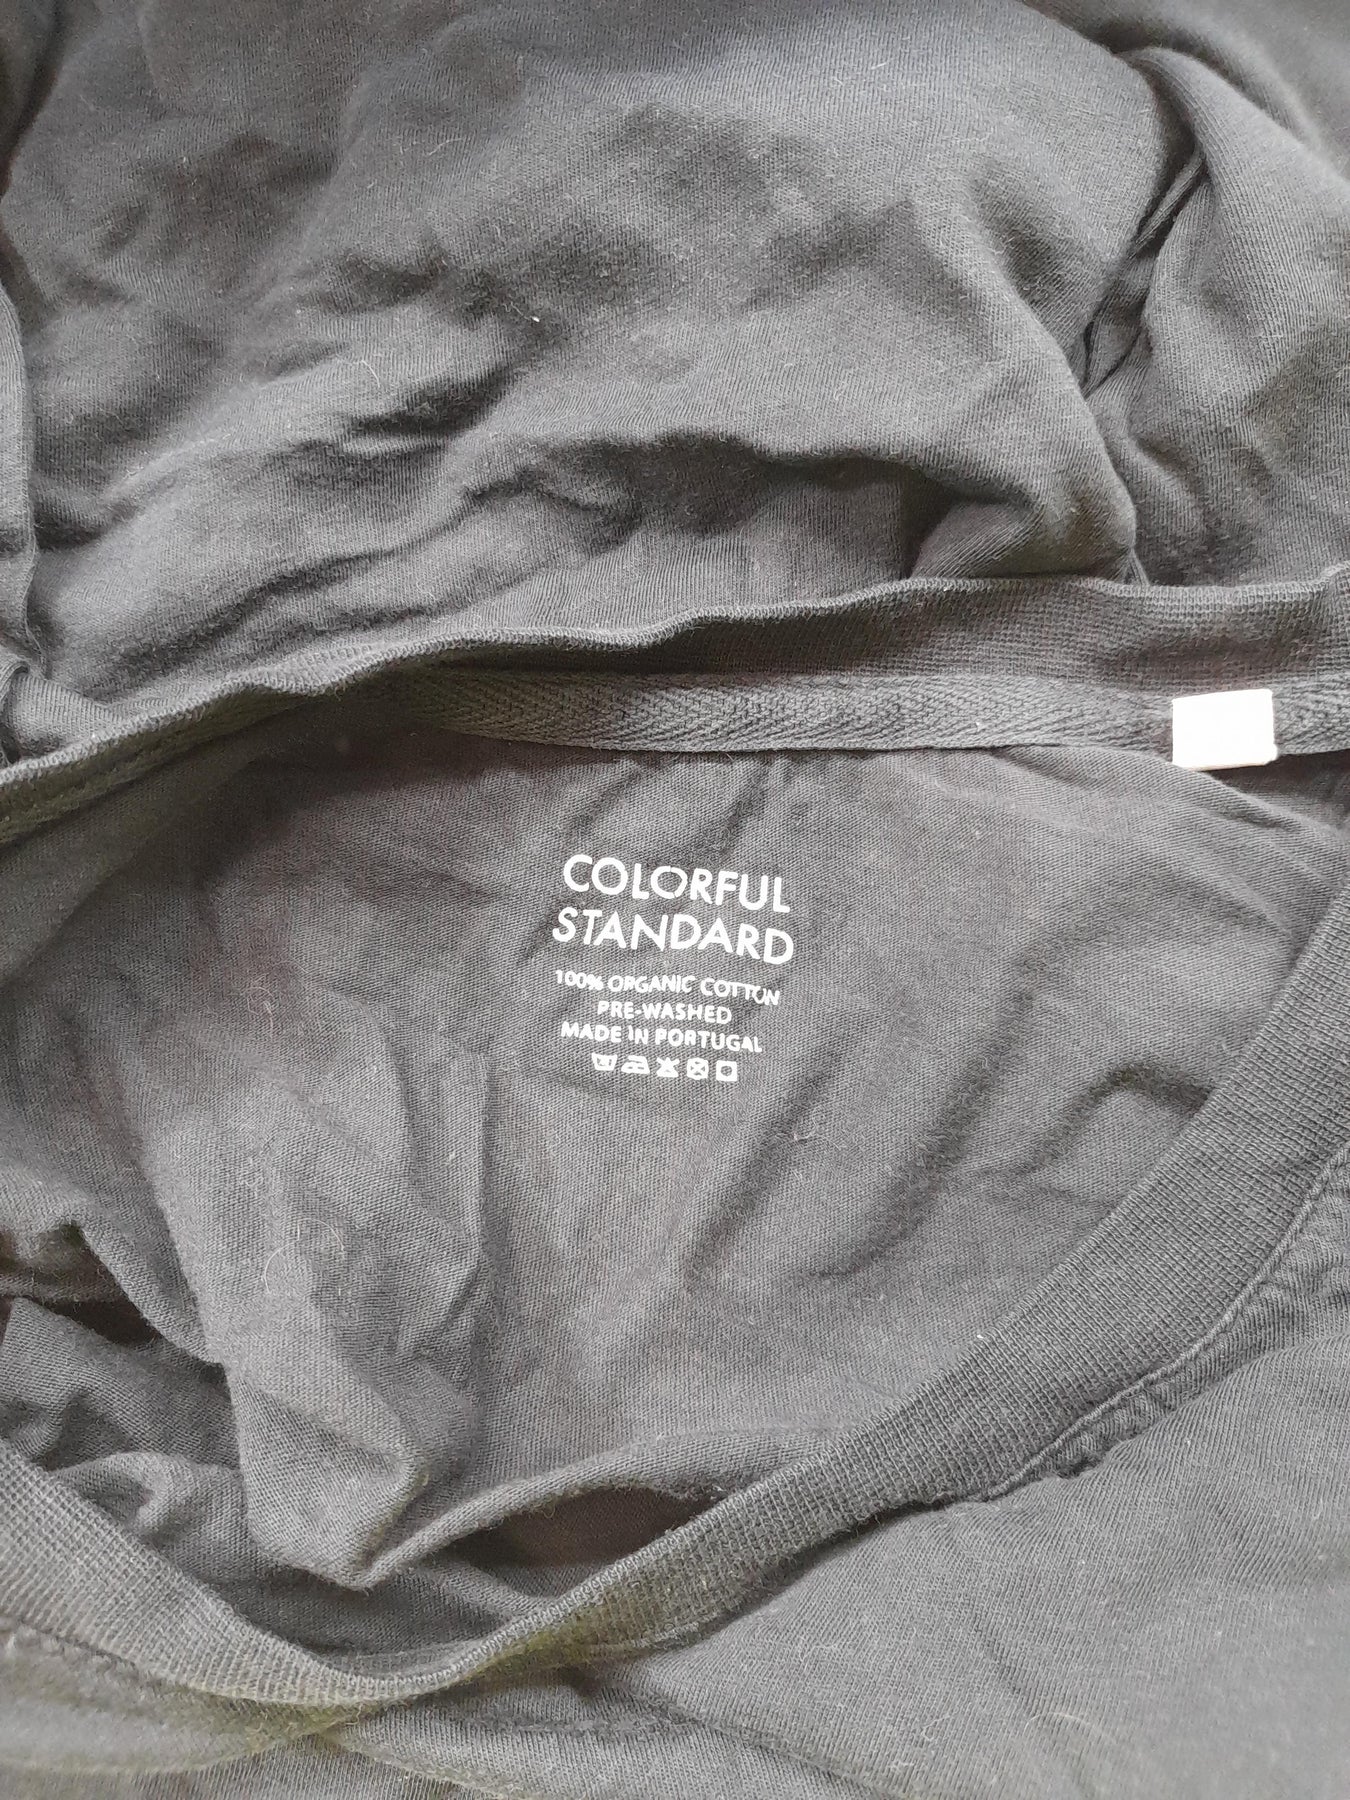 COLORFUL
STANDARD
100% ORGANIC COTTON
PRE-WASHED
MADE IN PORTUGAL